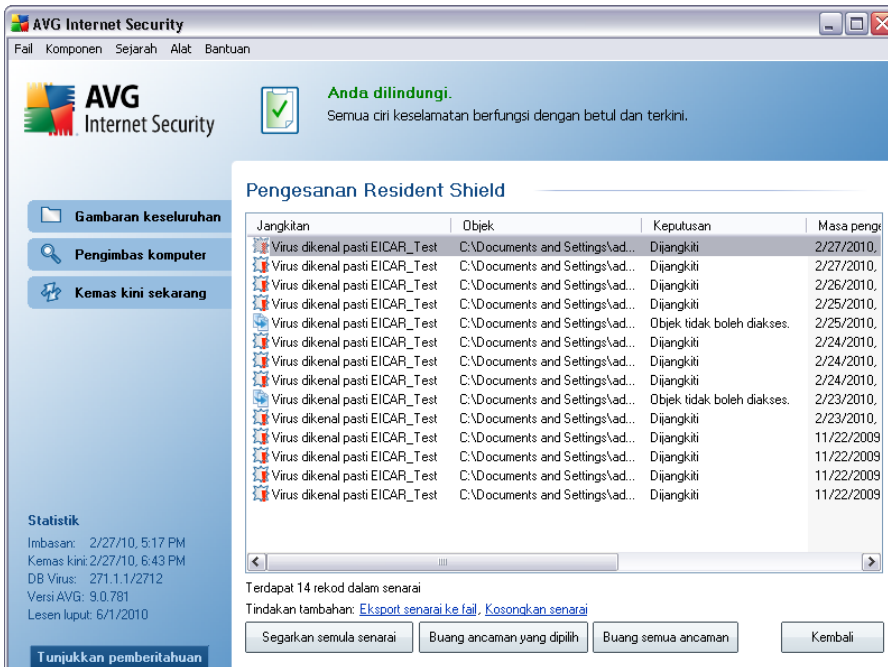 AVG Internet Security
Fail Komponen Sejarah Alat Bantuan
AVG
Internet Security
Anda dilindungi.
Semua ciri keselamatan berfungsi dengan betul dan terkini.
Gambaran keseluruhan
Pengimbas komputer
Kemas kini sekarang
Pengesanan Resident Shield
Jangkitan Objek Keputusan Masa penge
Virus dikenal pasti EICAR_Test C:\Documents and Settings\ad... Dijangkiti 2/27/2010,
Virus dikenal pasti EICAR_Test C:\Documents and Settings\ad... Dijangkiti 2/27/2010,
Virus dikenal pasti EICAR_Test C:\Documents and Settings\ad... Dijangkiti 2/26/2010,
Virus dikenal pasti EICAR_Test C:\Documents and Settings\ad... Dijangkiti 2/25/2010,
Virus dikenal pasti EICAR_Test C:\Documents and Settings\ad... Objek tidak boleh diakses. 2/25/2010,
Virus dikenal pasti EICAR_Test C:\Documents and Settings\ad... Dijangkiti 2/24/2010,
Virus dikenal pasti EICAR_Test C:\Documents and Settings\ad... Dijangkiti 2/24/2010,
Virus dikenal pasti EICAR_Test C:\Documents and Settings\ad... Dijangkiti 2/24/2010,
Virus dikenal pasti EICAR_Test C:\Documents and Settings\ad... Objek tidak boleh diakses. 2/23/2010,
Virus dikenal pasti EICAR_Test C:\Documents and Settings\ad... Dijangkiti 2/23/2010,
Virus dikenal pasti EICAR_Test C:\Documents and Settings\ad... Dijangkiti 11/22/2009
Virus dikenal pasti EICAR_Test C:\Documents and Settings\ad... Dijangkiti 11/22/2009
Virus dikenal pasti EICAR_Test C:\Documents and Settings\ad... Dijangkiti 11/22/2009
Virus dikenal pasti EICAR_Test C:\Documents and Settings\ad... Dijangkiti 11/22/2009
Statistik
Imbasan: 2/27/10, 5:17 PM
Kemas kini: 2/27/10, 6:43 PM
DB Virus: 271.1.1/2712
Versi AVG: 9.0.781
Lesen luput: 6/1/2010
Tunjukkan pemberitahuan
Terdapat 14 rekod dalam senarai
Tindakan tambahan: Eksport senarai ke fail, Kosongkan senarai
Segarkan semula senarai Buang ancaman yang dipilih Buang semua ancaman Kembali